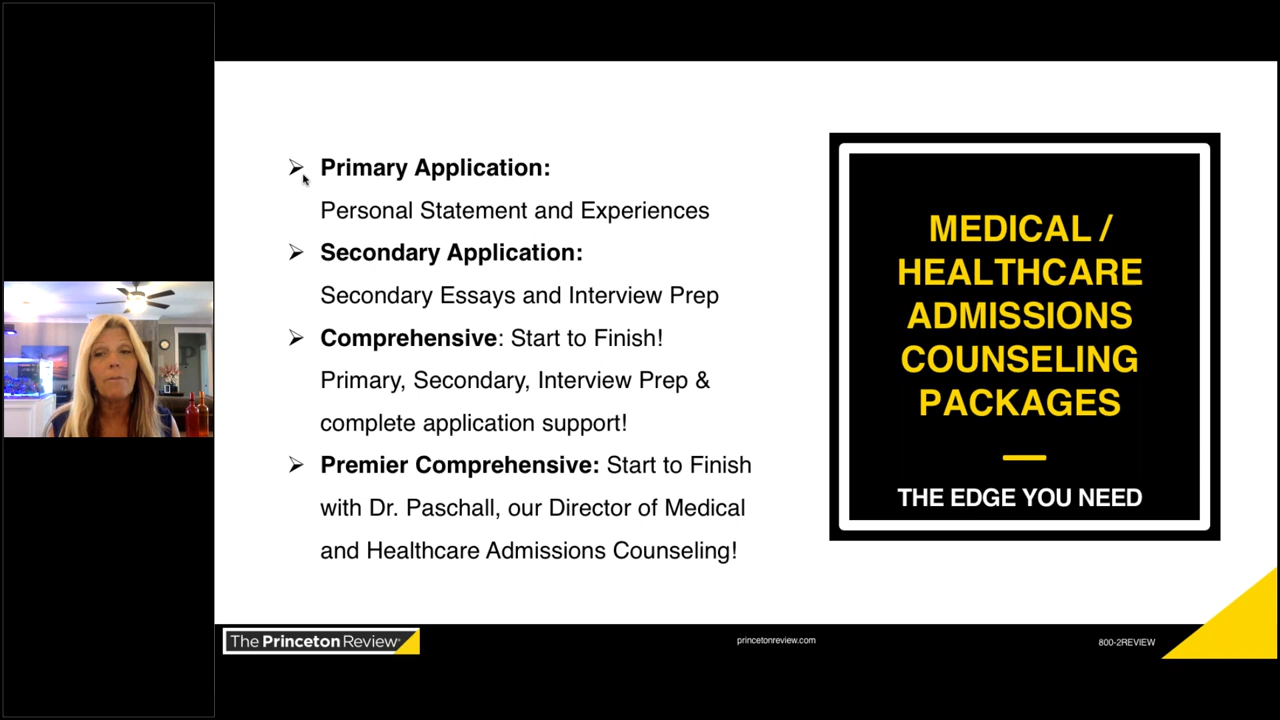 Primary Application:
Personal Statement and Experiences
Secondary Application:
Secondary Essays and Interview Prep
Comprehensive: Start to Finish!
Primary, Secondary, Interview Prep &
complete application support!
Premier Comprehensive: Start to Finish
with Dr. Paschall, our Director of Medical
and Healthcare Admissions Counseling!
MEDICAL /
HEALTHCARE
ADMISSIONS
COUNSELING
PACKAGES
THE EDGE YOU NEED
The Princeton Review
princetonreview.com
800-2REVIEW